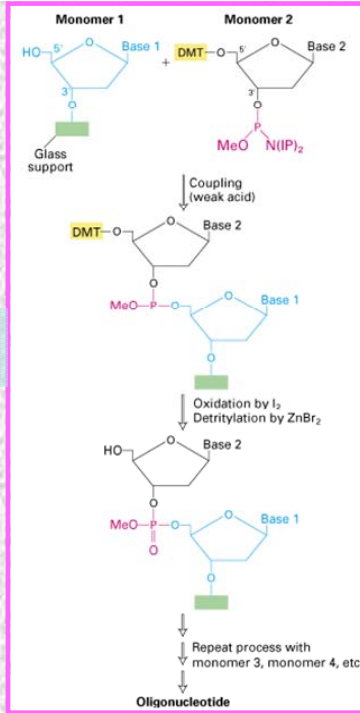 Monomer 1
Monomer 2
HO
5'
O
Base 1
3'
O
Glass
support
+
DMT
O
5'
O
Base 2
3'
O
P
MeO
N(IP)₂
Coupling
(weak acid)
DMT
O
O
Base 2
O
MeO
P
O
O
Base 1
O
Oxidation by I₂
Detritylation by ZnBr₂
HO
O
Base 2
O
MeO
P
O
O
Base 1
O
O
Repeat process with
monomer 3, monomer 4, etc
Oligonucleotide